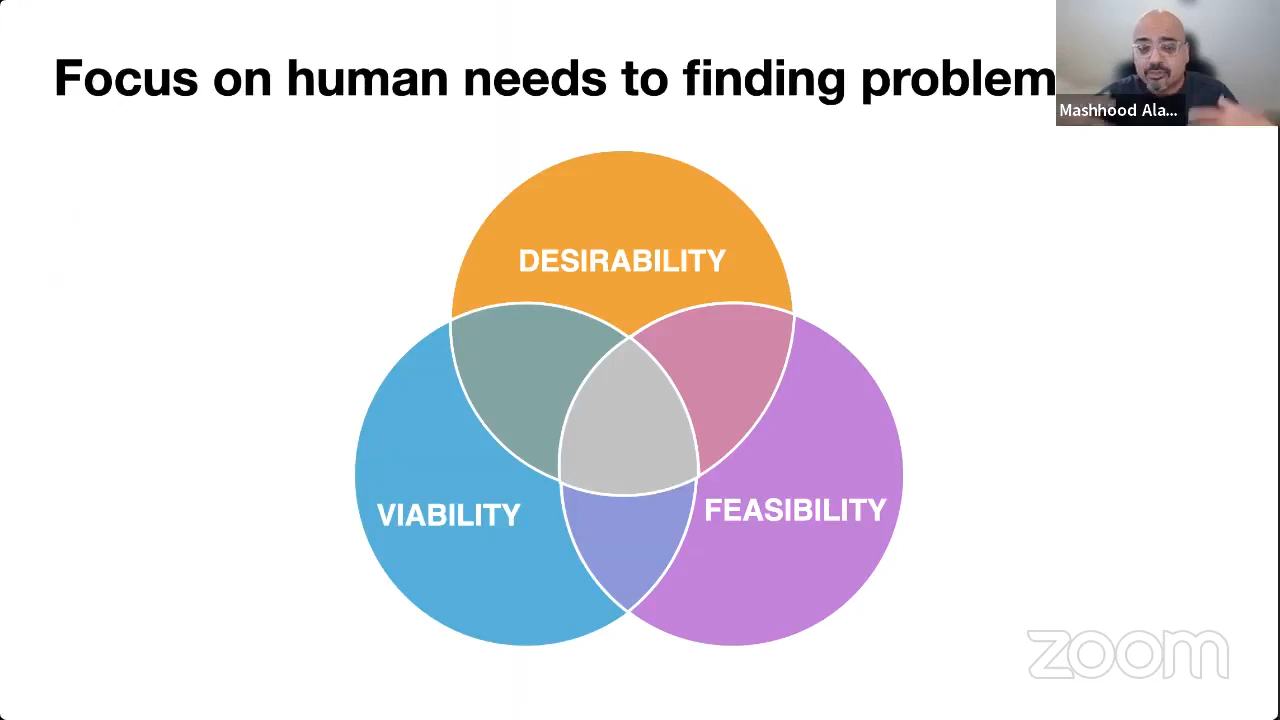 Focus on human needs to finding problem
Mashhood Ala...
DESIRABILITY
VIABILITY
FEASIBILITY
zoom